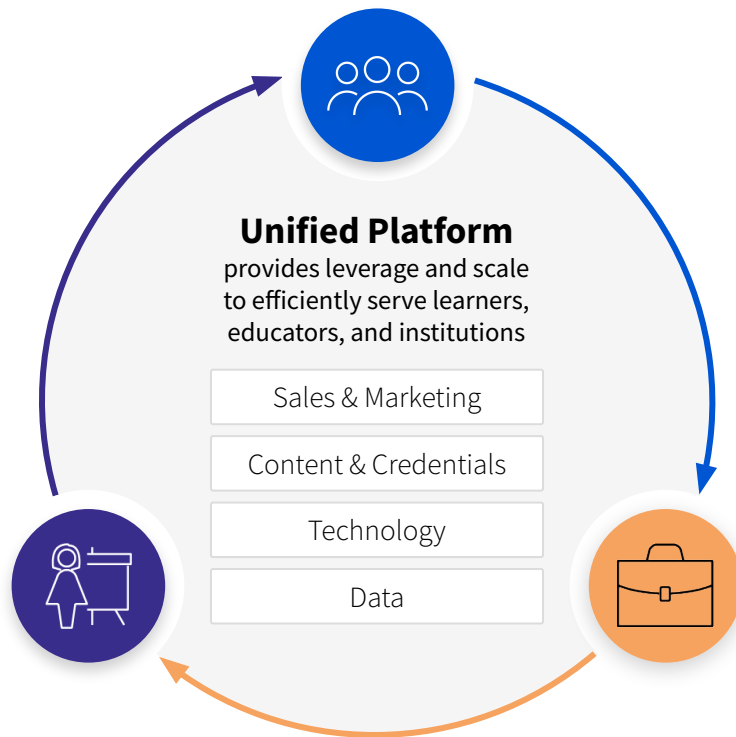 Unified Platform
provides leverage and scale
to efficiently serve learners,
educators, and institutions
Sales & Marketing
Content & Credentials
Technology
Data